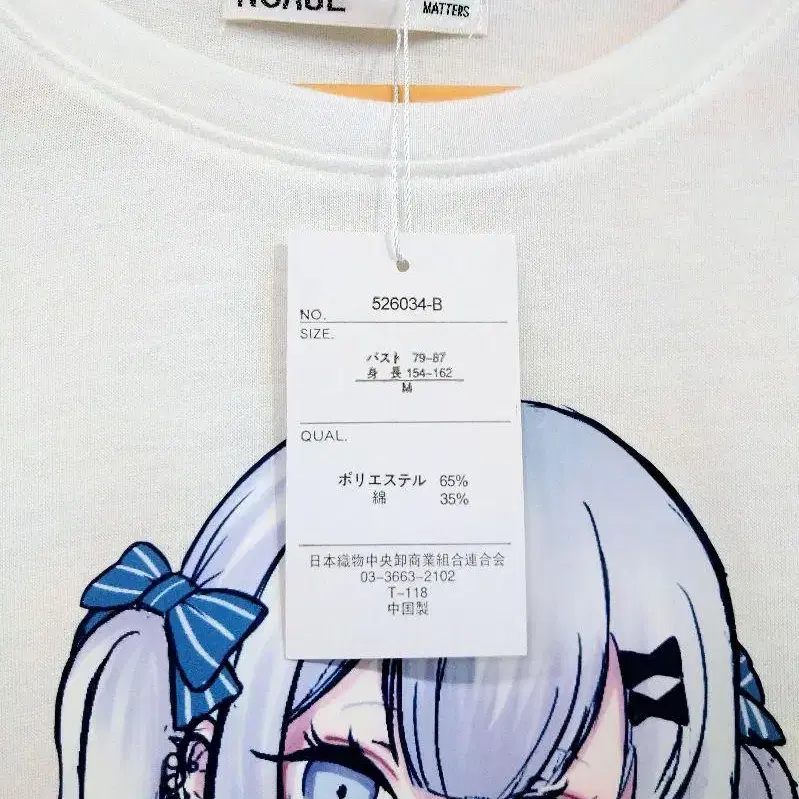 MATTERS
NO. 526034-B
SIZE.
バスト 79-87
身 長 154-162
M
QUAL.
ポリエステル 65%
綿 35%
日本織物中央卸商業組合連合会
03-3663-2102
T-118
中国製